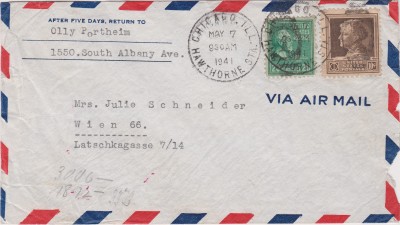 AFTER FIVE DAYS, RETURN TO
Olly Fortheim
1550.South Albany Ave.
CHICAGO, ILL.
MAY 7
830AM
1941
HAWTHORNE STA.
VIA AIR MAIL
Mrs. Julie Schneider
Wien 66.
Latschkagasse 7/14